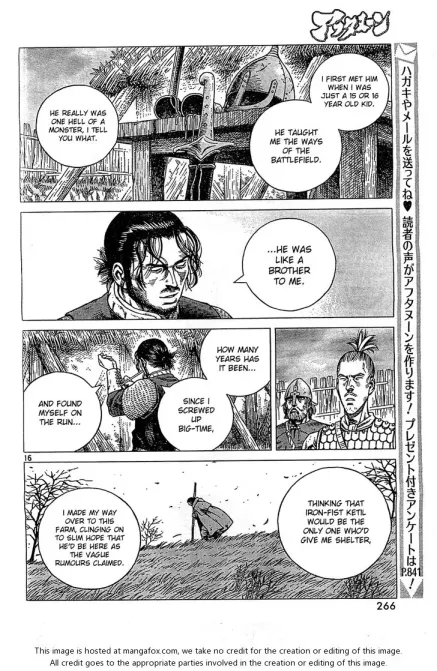 アフタヌーン
ハガキやメールを送ってね♥ 読者の声がアフタヌーンを作ります! プレゼント付きアンケートはP.841!
I FIRST MET HIM
WHEN I WAS
JUST A 15 OR 16
YEAR OLD KID.
HE REALLY WAS
ONE HELL OF A
MONSTER, I TELL
YOU WHAT.
HE TAUGHT
ME THE WAYS
OF THE
BATTLEFIELD.
...HE WAS
LIKE A
BROTHER
TO ME.
HOW MANY
YEARS HAS
IT BEEN...
SINCE I
SCREWED
UP
BIG-TIME,
AND FOUND
MYSELF ON
THE RUN...
16
THINKING THAT
IRON-FIST KETIL
WOULD BE THE
ONLY ONE WHO'D
GIVE ME SHELTER,
I MADE MY WAY
OVER TO THIS
FARM, CLINGING ON
TO SLIM HOPE THAT
HE'D BE HERE AS
THE VAGUE
RUMOURS CLAIMED.
266
This image is hosted at mangafox.com, we take no credit for the creation or editing of this image.
All credit goes to the appropriate parties involved in the creation or editing of this image.